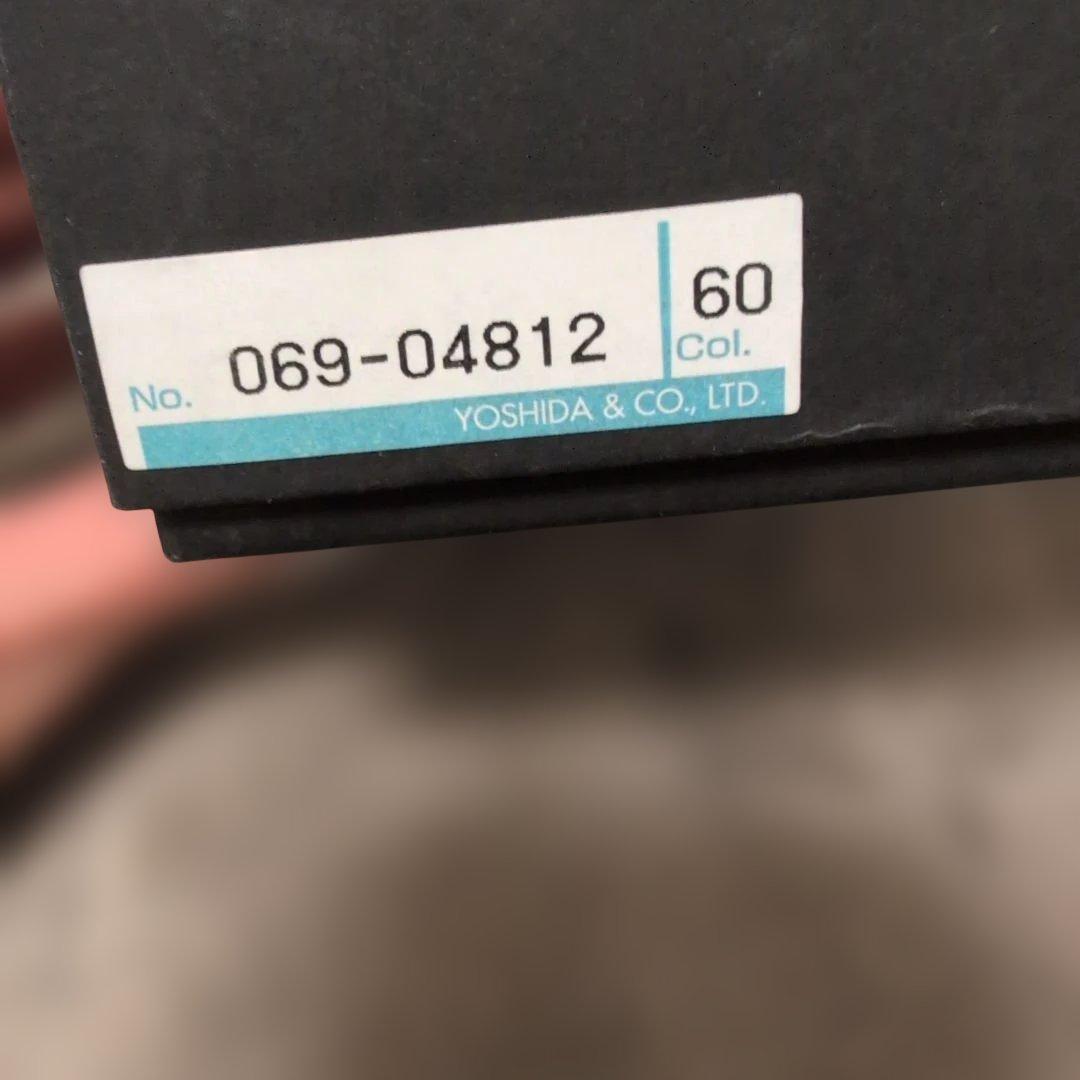 No. 069-04812
60
Col.
YOSHIDA & CO., LTD.